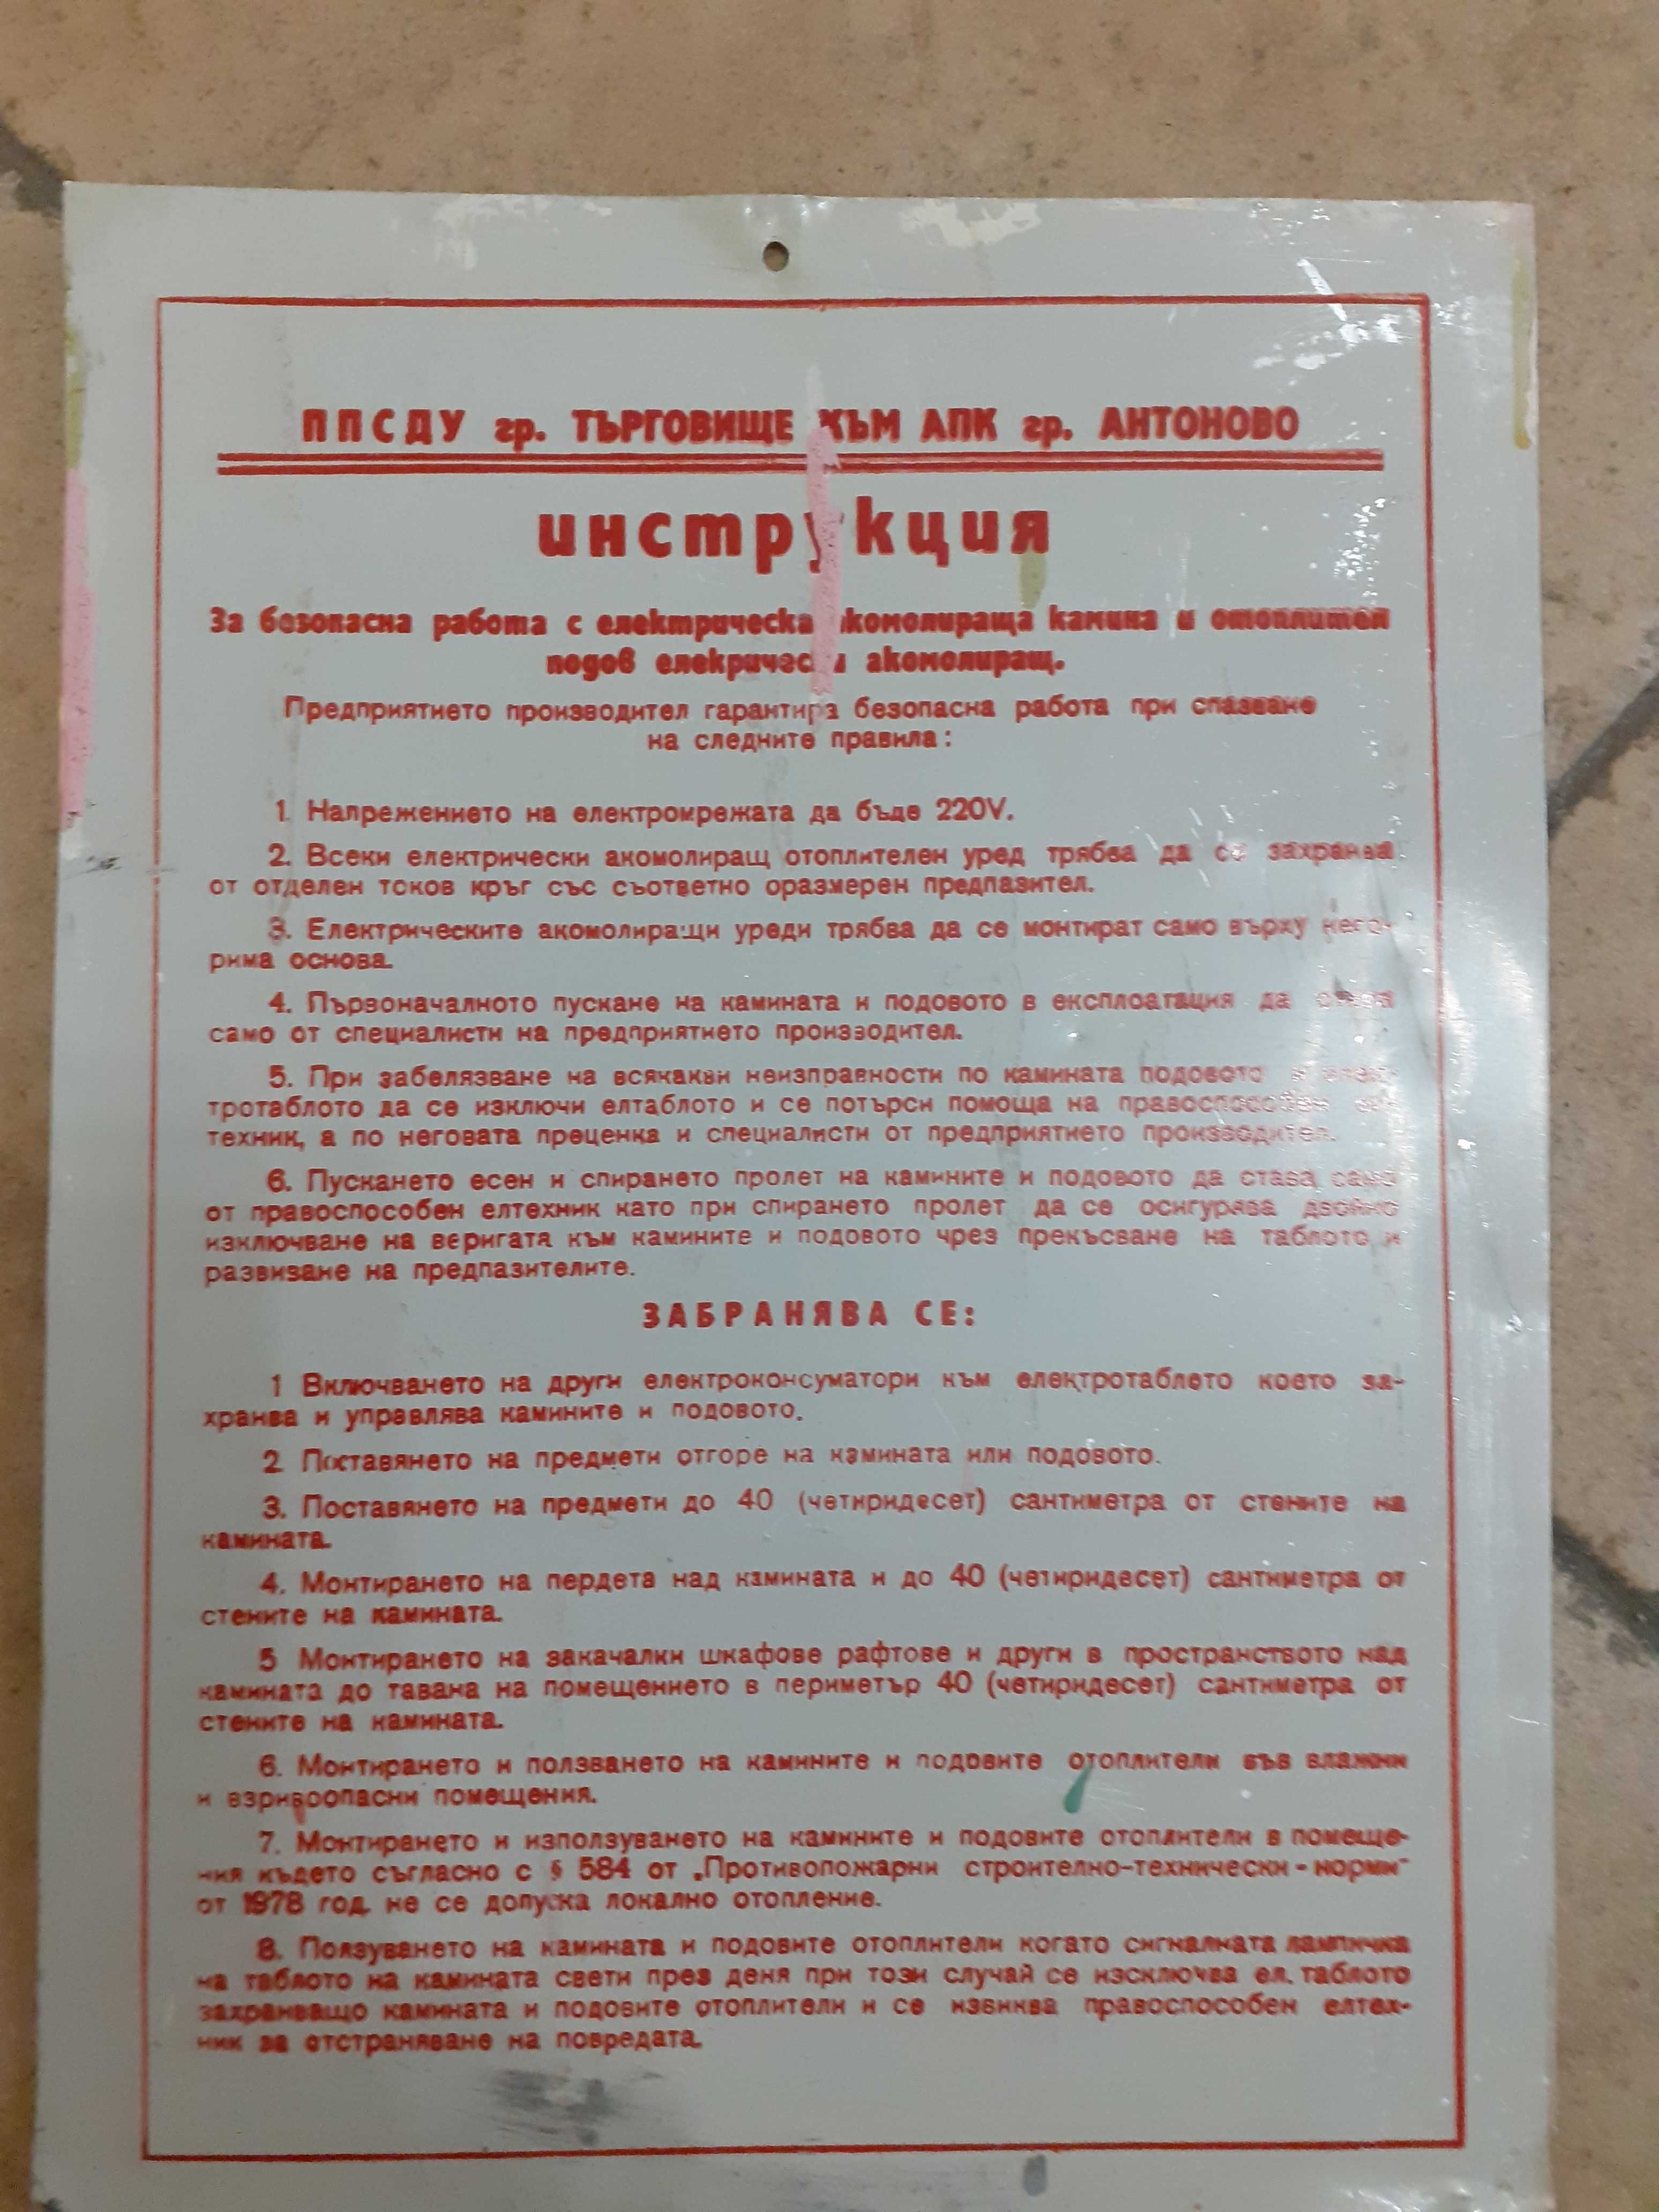 ППСДУ гр. ТЪРГОВИЩЕ КЪМ АПК гр. АНТОНОВО
инструкция
За безопасна работа с електрическа акомолираща камина и отоплител
подов елекрически акомолиращ.
Предприятието производител гарантира безопасна работа при спазване
на следните правила:
1. Напрежението на електромрежата да бъде 220V.
2. Всеки електрически акомолиращ отоплителен уред трябва да се захранва
от отделен токов кръг със съответно оразмерен предпазител.
3. Електрическите акомолиращи уреди трябва да се монтират само върху него-
рима основа.
4. Първоначалното пускане на камината и подовото в експлоатация да става
само от специалисти на предприятието производител.
5. При забелязване на всякакви неизправности по камината подовото и елек-
тротаблото да се изключи елтаблото и се потърси помоща на правоспособен ел-
техник, а по неговата преценка и специалисти от предприятието производител.
6. Пускането есен и спирането пролет на камините и подовото да става само
от правоспособен елтехник като при спирането пролет да се осигурява двойно
изключване на веригата към камините и подовото чрез прекъсване на таблото и
развиване на предпазителите.
ЗАБРАНЯВА СЕ:
1 Включването на други електроконсуматори към електротаблето което за-
хранва и управлява камините и подовото.
2 Поставянето на предмети отгоре на камината или подовото.
3. Поставянето на предмети до 40 (четиридесет) сантиметра от стените на
камината.
4. Монтирането на пердета над камината и до 40 (четиридесет) сантиметра от
стените на камината.
5 Монтирането на закачалки шкафове рафтове и други в пространството над
камината до тавана на помещението в периметър 40 (четиридесет) сантиметра от
стените на камината.
6. Монтирането и ползването на камините и подовите отоплители във влажни
и взривоопасни помещения.
7. Монтирането и използуването на камините и подовите отоплители в помеще-
ния където съгласно с § 584 от „Противопожарни строително-технически-норми"
от 1978 год. не се допуска локално отопление.
8. Ползуването на камината и подовите отоплители когато сигналната лампичка
на таблото на камината свети през деня при този случай се изсключва ел. таблото
захранващо камината и подовите отоплители и се извиква правоспособен елтех-
ник за отстраняване на повредата.